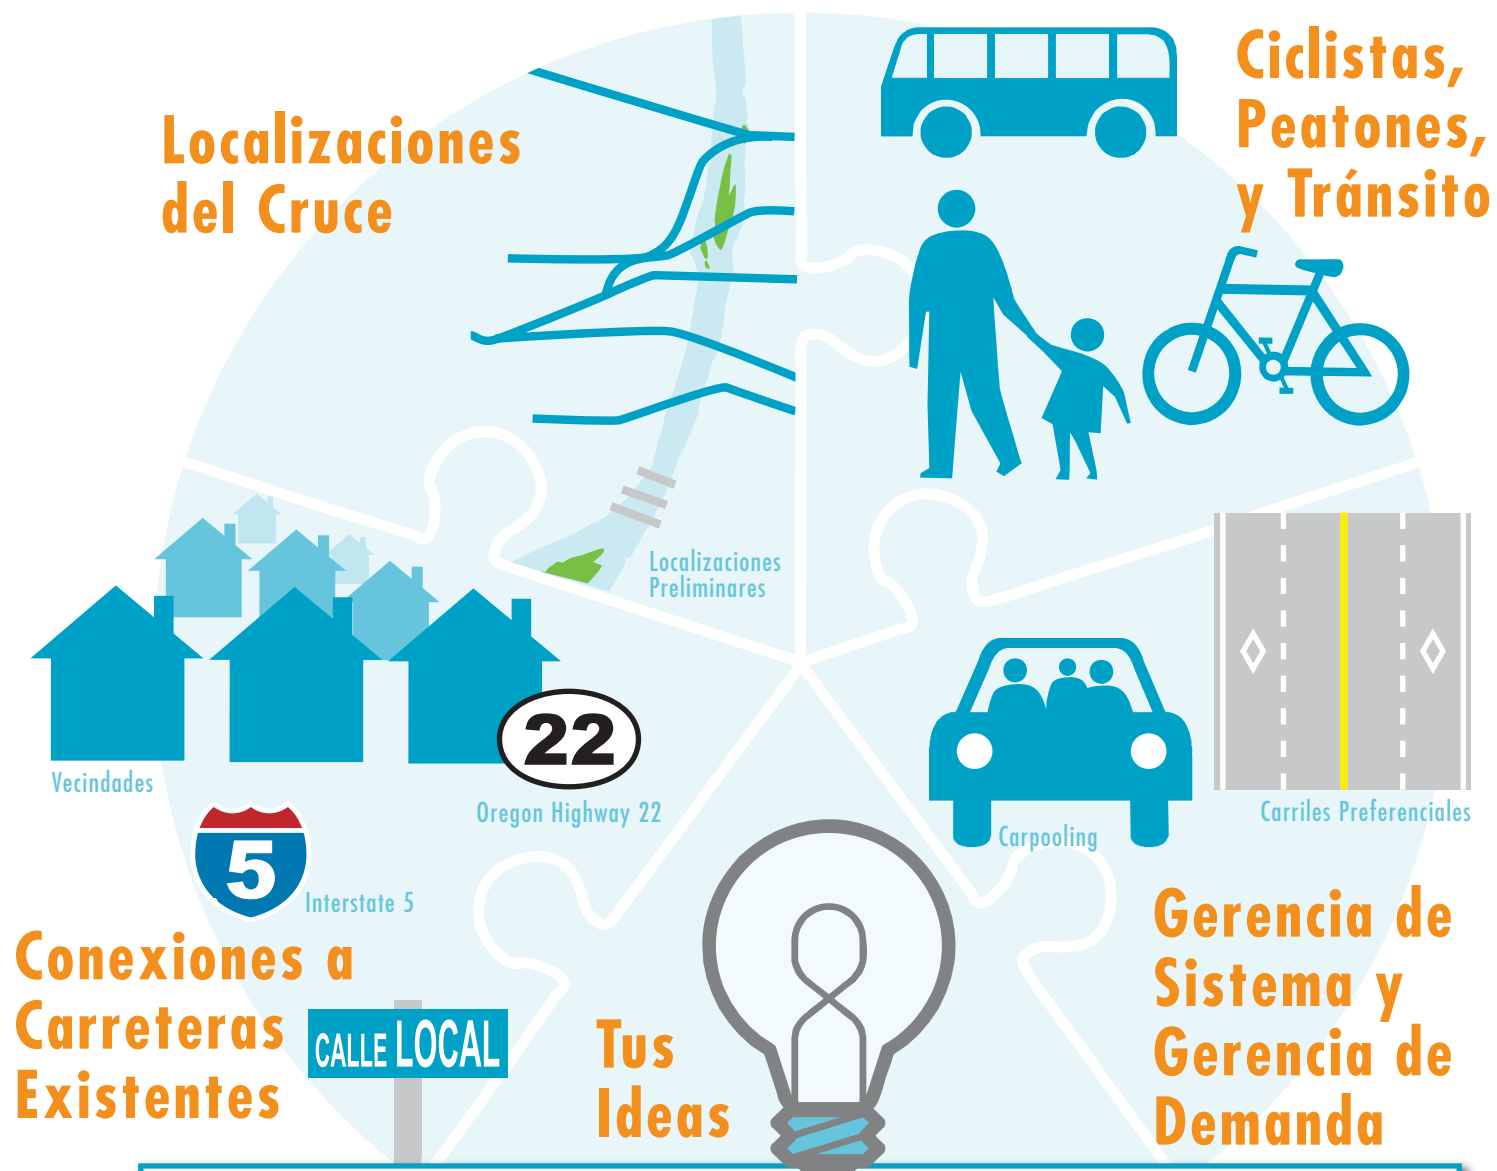 Localizaciones
del Cruce
Ciclistas,
Peatones,
y Tránsito
Localizaciones
Preliminares
Vecindades
22
Oregon Highway 22
5
Interstate 5
Conexiones a
Carreteras
Existentes
CALLE LOCAL
Tus
Ideas
Carpooling
Carriles Preferenciales
Gerencia de
Sistema y
Gerencia de
Demanda